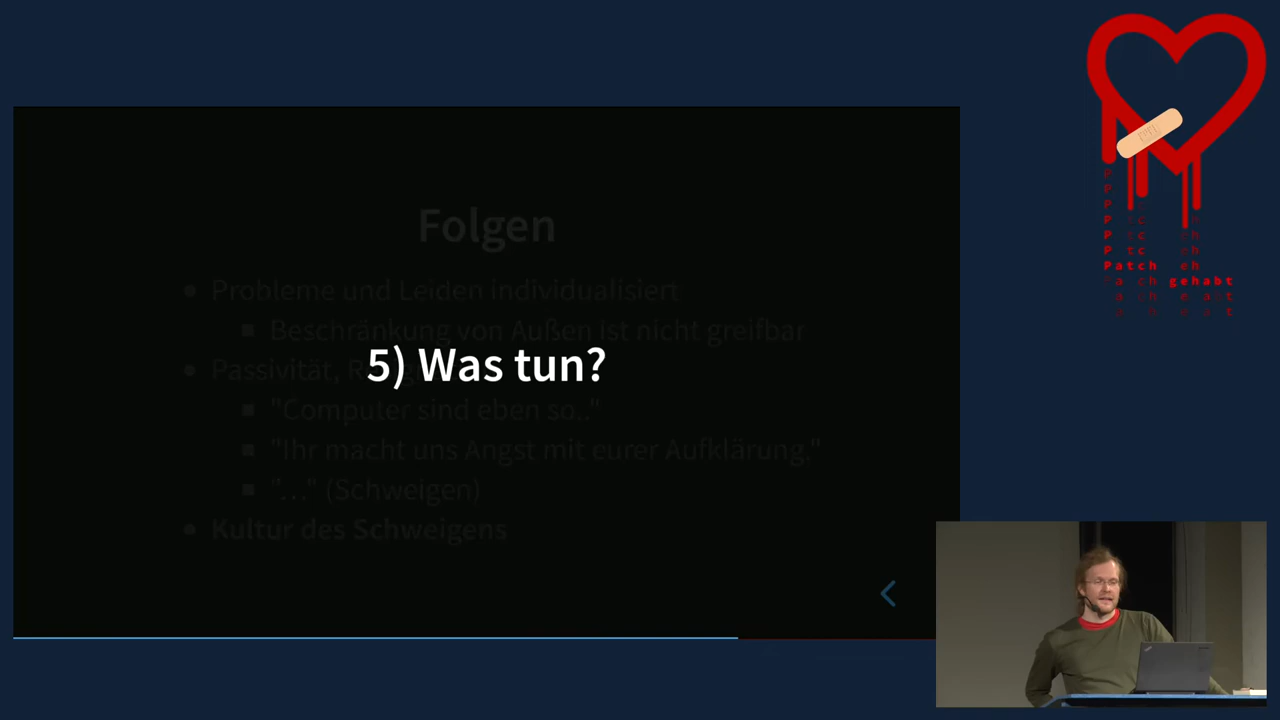 Folgen
Probleme und Leiden individualisiert
Beschränkung von Außen ist nicht greifbar
5) Was tun?
Passivität,
"Computer sind eben so.."
"Ihr macht uns Angst mit eurer Aufklärung."
"…" (Schweigen)
Kultur des Schweigens
Patch
gehabt